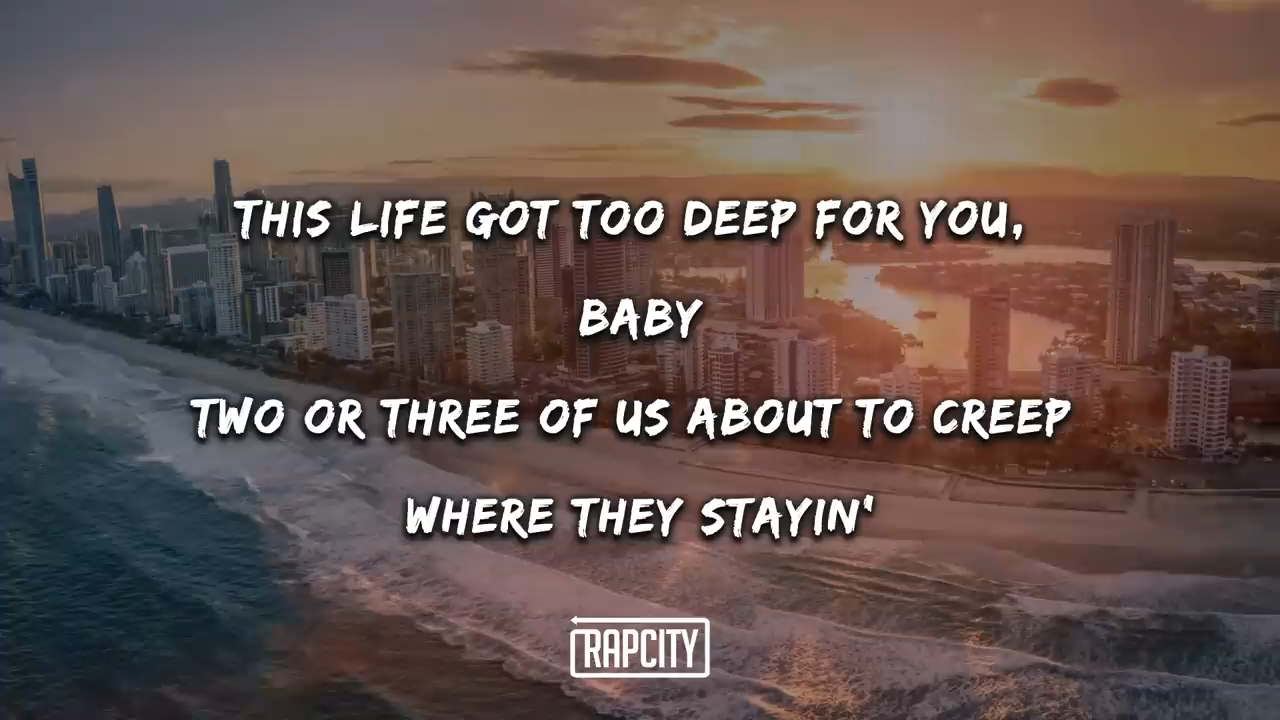 THIS LIFE GOT TOO DEEP FOR YOU,
BABY
TWO OR THREE OF US ABOUT TO CREEP
WHERE THEY STAYIN'
RAPCITY